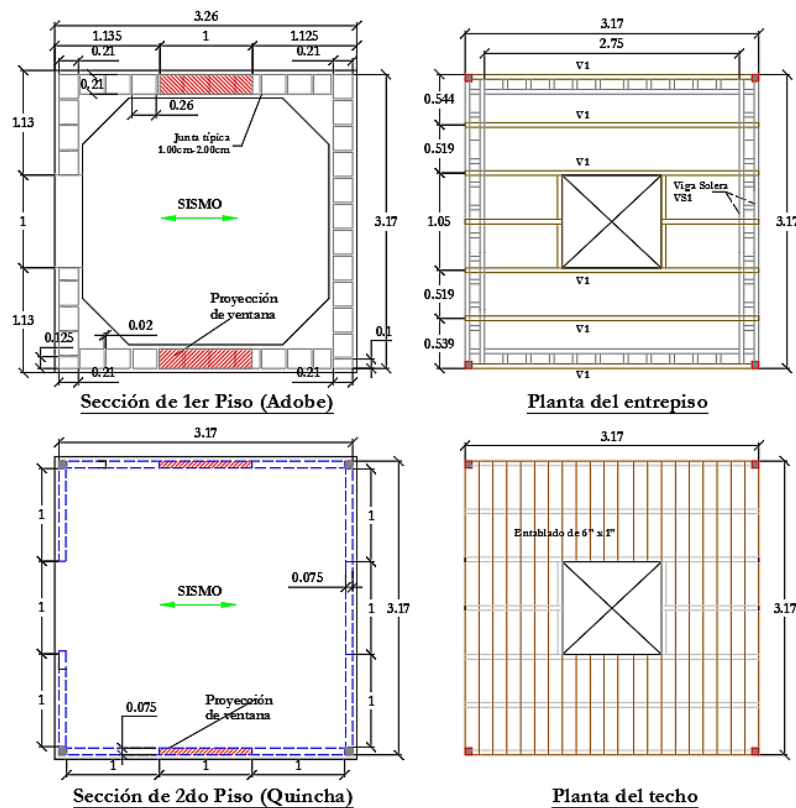 3.26
1.135
1
1.125
0.21
0.21
0.21
0.26
Junta típica
1.00cm-2.00cm
1.13
1
1.13
SISMO
3.17
Proyección
de ventana
0.02
0.125
0.1
0.21
0.21
Sección de 1er Piso (Adobe)
3.17
2.75
V1
0.544
V1
0.519
V1
Viga Solera
VS1
1.05
3.17
V1
0.519
V1
0.539
V1
Planta del entrepiso
3.17
1
1
SISMO
0.075
1
1
3.17
1
1
0.075
Proyección
de ventana
1
1
1
Sección de 2do Piso (Quincha)
3.17
Entablado de 6" x 1"
3.17
Planta del techo